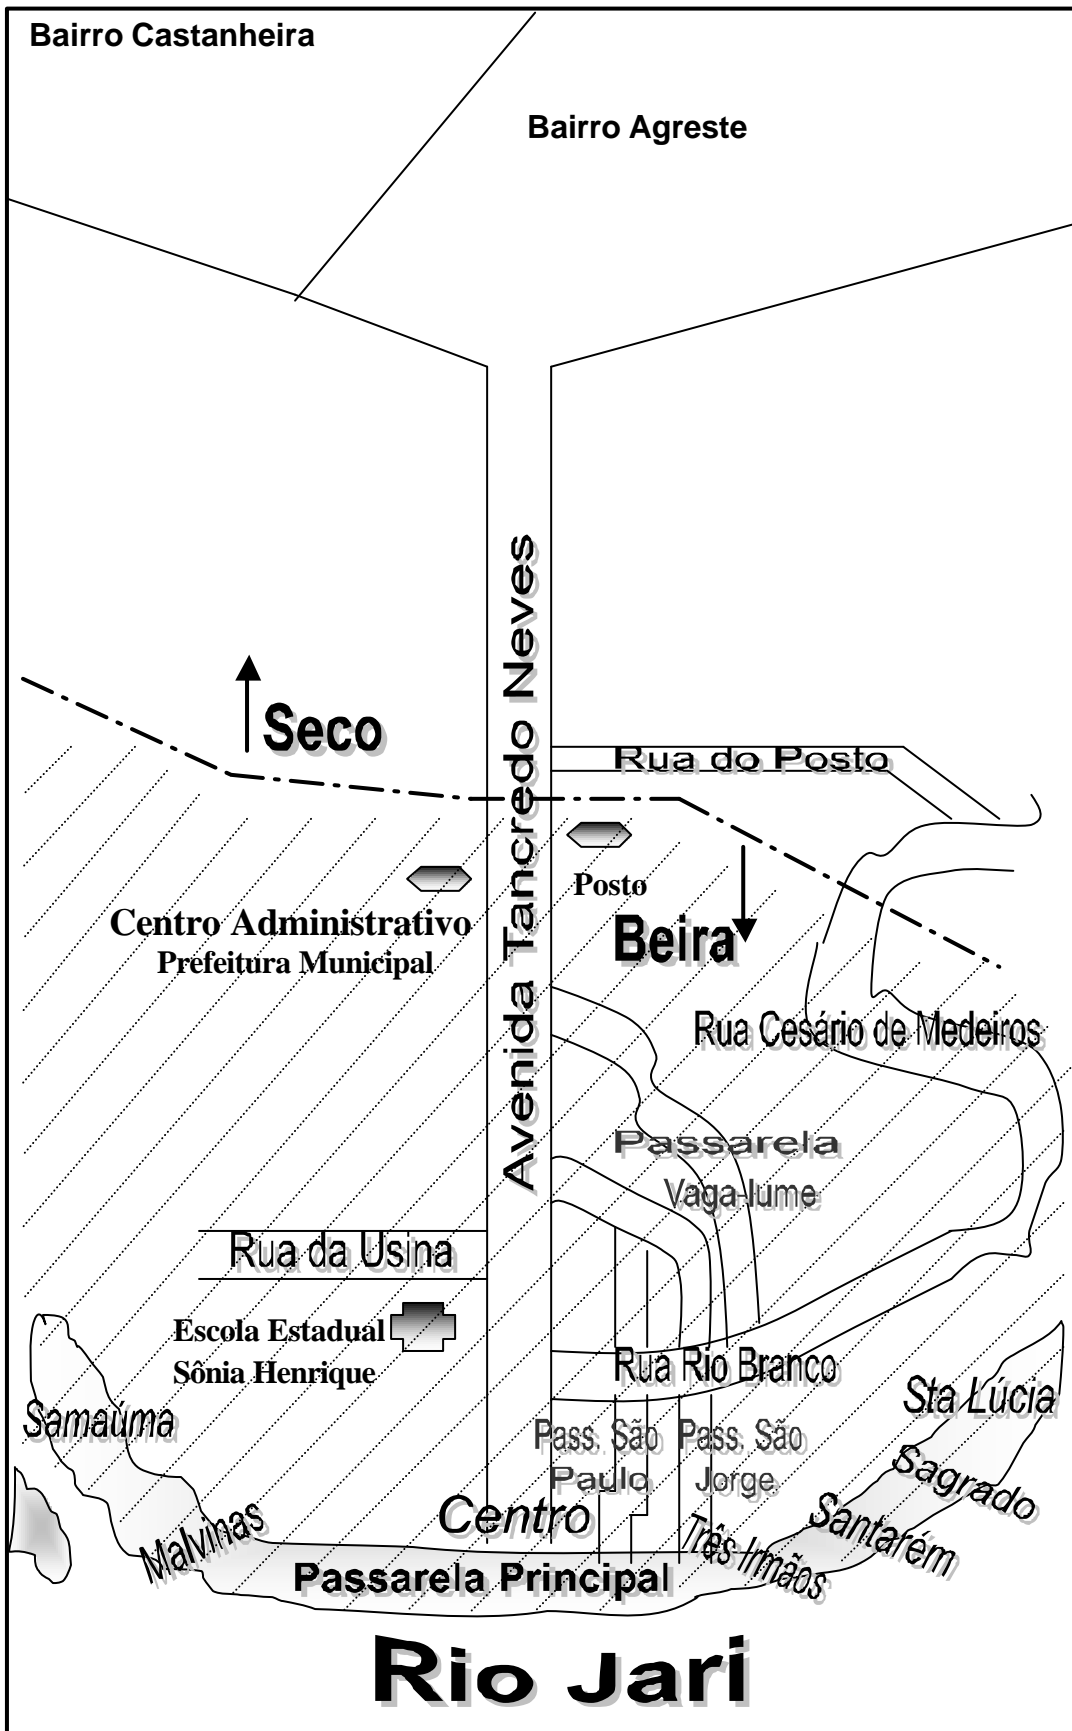 Bairro Castanheira
Bairro Agreste
Avenida Tancredo Neves
Seco
Rua do Posto
Posto
Centro Administrativo
Prefeitura Municipal
Beira
Rua Cesário de Medeiros
Passarela
Vaga-lume
Rua da Usina
Escola Estadual
Sônia Henrique
Rua Rio Branco
Samaúma
Sta Lúcia
Pass. São
Paulo
Pass. São
Jorge
Sagrado
Malvinas
Centro
Três Irmãos
Santarém
Passarela Principal
Rio Jari